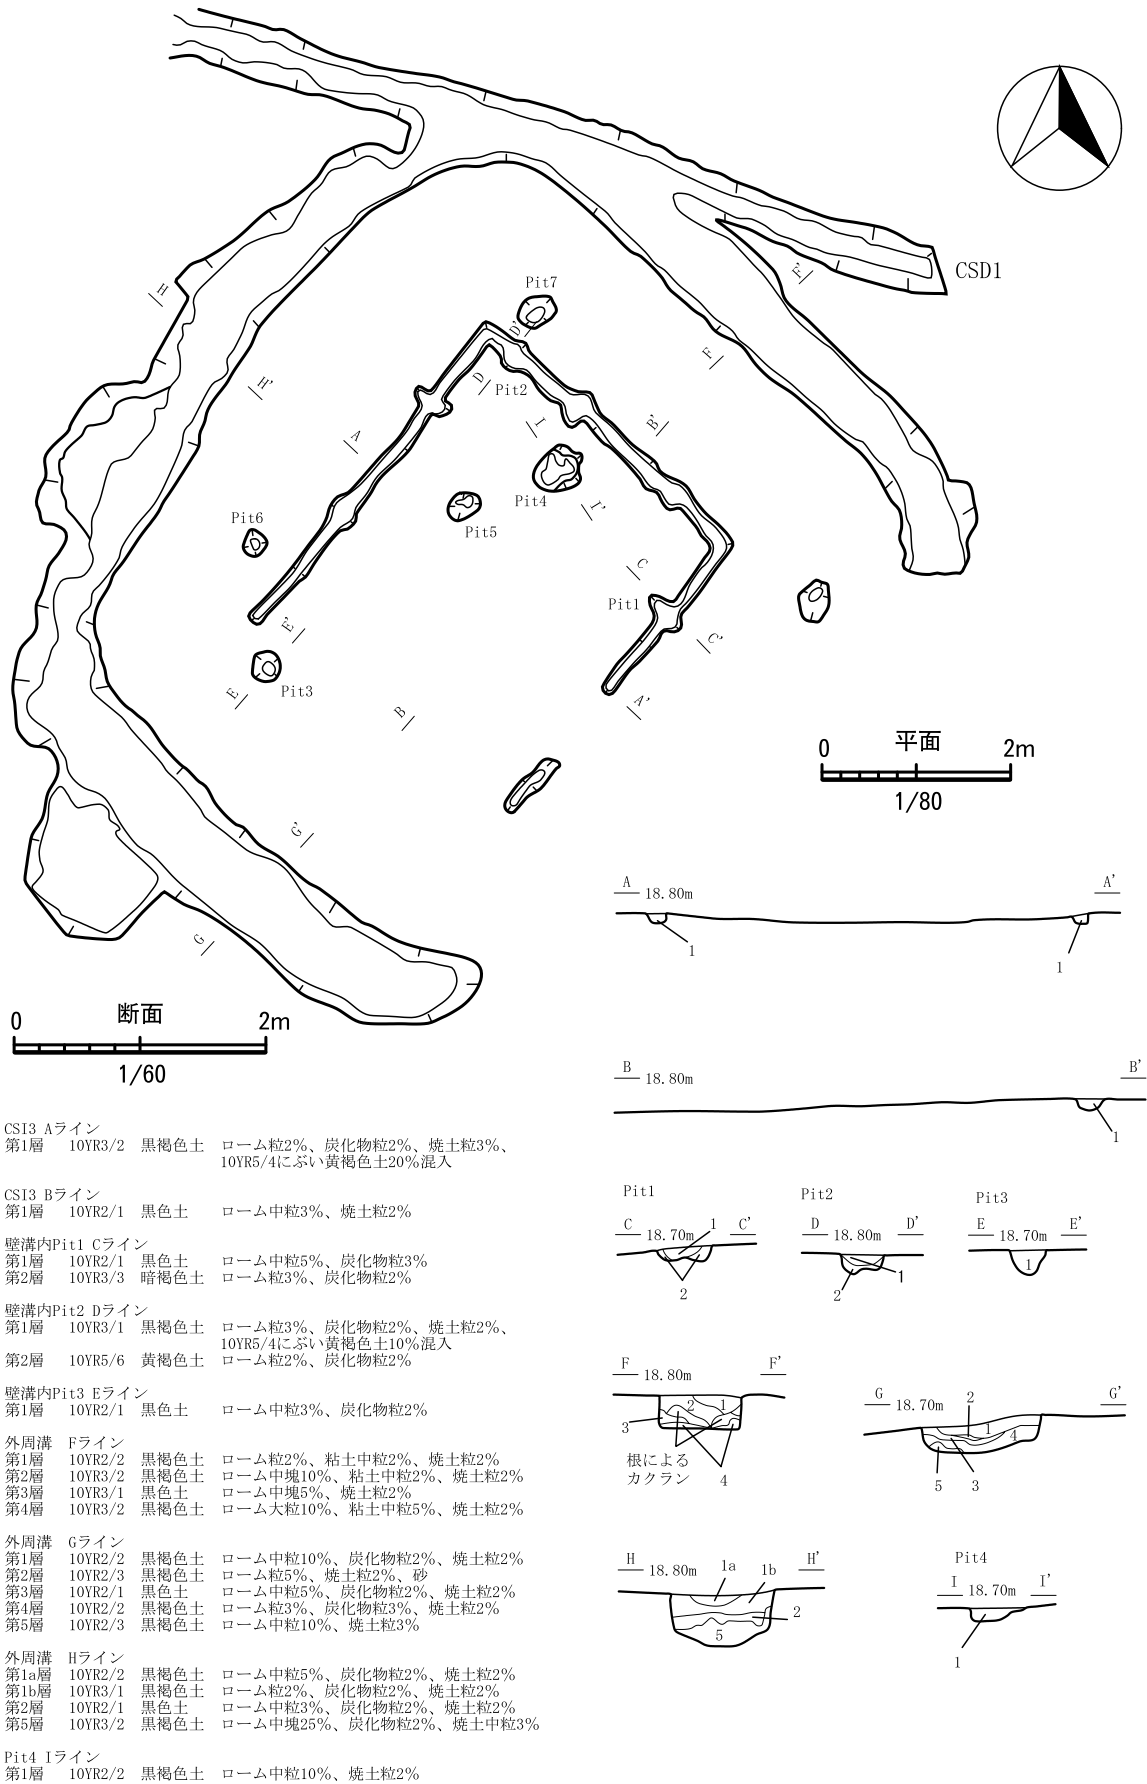 CSD1
F'
H
Pit7
D'
F
H'
D
Pit2
I
B'
A
Pit4
I'
Pit6
Pit5
C
Pit1
E'
C'
E
Pit3
A'
B
0 平面 2m
1/80
G'
G
A 18.80m A'
1
1
0 断面 2m
1/60
B 18.80m B'
1
Pit1
C 18.70m 1 C'
2
Pit2
D 18.80m D'
1
2
Pit3
E 18.70m E'
1
F 18.80m F'
2 1
3
根による
カクラン
4
G 18.70m 2 G'
1
4
5 3
H 18.80m 1a 1b H'
2
5
Pit4
I 18.70m I'
1
CSI3 Aライン
第1層 10YR3/2 黒褐色土 ローム粒2%、炭化物粒2%、焼土粒3%、
10YR5/4にぶい黄褐色土20%混入
CSI3 Bライン
第1層 10YR2/1 黒色土 ローム中粒3%、焼土粒2%
壁溝内Pit1 Cライン
第1層 10YR2/1 黒色土 ローム中粒5%、炭化物粒3%
第2層 10YR3/3 暗褐色土 ローム粒3%、炭化物粒2%
壁溝内Pit2 Dライン
第1層 10YR3/1 黒褐色土 ローム粒3%、炭化物粒2%、焼土粒2%、
10YR5/4にぶい黄褐色土10%混入
第2層 10YR5/6 黄褐色土 ローム粒2%、炭化物粒2%
壁溝内Pit3 Eライン
第1層 10YR2/1 黒色土 ローム中粒3%、炭化物粒2%
外周溝 Fライン
第1層 10YR2/2 黒褐色土 ローム粒2%、粘土中粒2%、焼土粒2%
第2層 10YR3/2 黒褐色土 ローム中塊10%、粘土中粒2%、焼土粒2%
第3層 10YR3/1 黒色土 ローム中塊5%、焼土粒2%
第4層 10YR3/2 黒褐色土 ローム大粒10%、粘土中粒5%、焼土粒2%
外周溝 Gライン
第1層 10YR2/2 黒褐色土 ローム中粒10%、炭化物粒2%、焼土粒2%
第2層 10YR2/3 黒褐色土 ローム粒5%、焼土粒2%、砂
第3層 10YR2/1 黒色土 ローム中粒5%、炭化物粒2%、焼土粒2%
第4層 10YR2/2 黒褐色土 ローム粒3%、炭化物粒3%、焼土粒2%
第5層 10YR2/3 黒褐色土 ローム中粒10%、焼土粒3%
外周溝 Hライン
第1a層 10YR2/2 黒褐色土 ローム中粒5%、炭化物粒2%、焼土粒2%
第1b層 10YR3/1 黒褐色土 ローム粒2%、炭化物粒2%、焼土粒2%
第2層 10YR2/1 黒色土 ローム中粒3%、炭化物粒2%、焼土粒2%
第5層 10YR3/2 黒褐色土 ローム中塊25%、炭化物粒2%、焼土中粒3%
Pit4 Iライン
第1層 10YR2/2 黒褐色土 ローム中粒10%、焼土粒2%